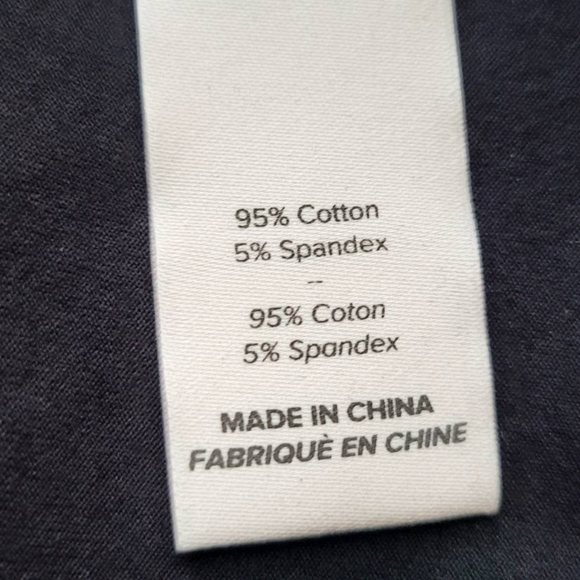 95% Cotton
5% Spandex
--
95% Coton
5% Spandex
MADE IN CHINA
FABRIQUÈ EN CHINE